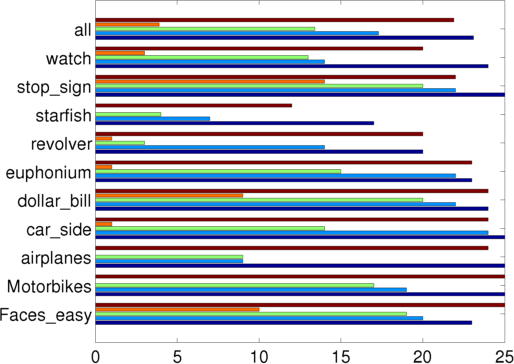 all
watch
stop_sign
starfish
revolver
euphonium
dollar_bill
car_side
airplanes
Motorbikes
Faces_easy
0 5 10 15 20 25